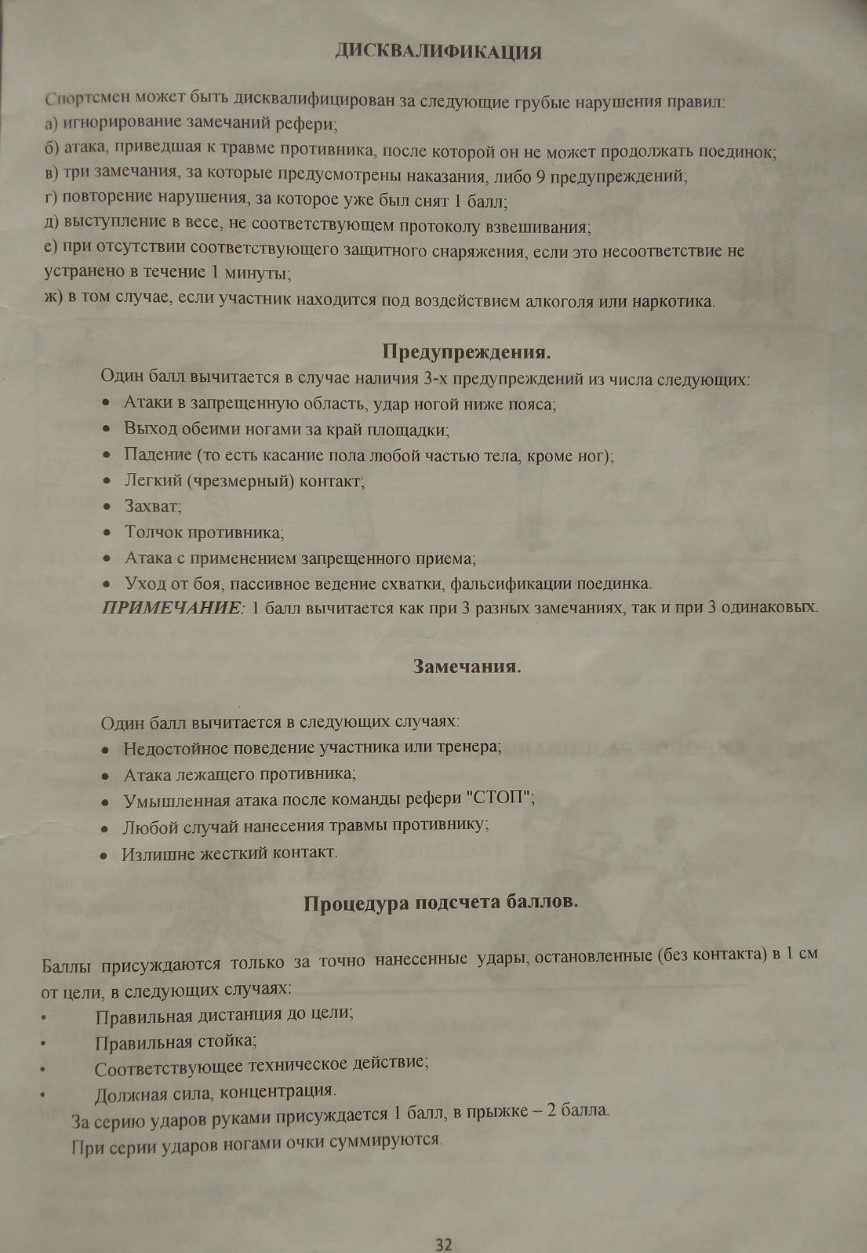 ДИСКВАЛИФИКАЦИЯ
Спортсмен может быть дисквалифицирован за следующие грубые нарушения правил:
а) игнорирование замечаний рефери;
б) атака, приведшая к травме противника, после которой он не может продолжать поединок;
в) три замечания, за которые предусмотрены наказания, либо 9 предупреждений;
г) повторение нарушения, за которое уже был снят 1 балл;
д) выступление в весе, не соответствующем протоколу взвешивания;
е) при отсутствии соответствующего защитного снаряжения, если это несоответствие не
устранено в течение 1 минуты;
ж) в том случае, если участник находится под воздействием алкоголя или наркотика.
Предупреждения.
Один балл вычитается в случае наличия 3-х предупреждений из числа следующих:
• Атаки в запрещенную область, удар ногой ниже пояса;
• Выход обеими ногами за край площадки;
• Падение (то есть касание пола любой частью тела, кроме ног);
• Легкий (чрезмерный) контакт;
• Захват;
• Толчок противника;
• Атака с применением запрещенного приема;
• Уход от боя, пассивное ведение схватки, фальсификации поединка.
ПРИМЕЧАНИЕ: 1 балл вычитается как при 3 разных замечаниях, так и при 3 одинаковых.
Замечания.
Один балл вычитается в следующих случаях:
• Недостойное поведение участника или тренера;
• Атака лежащего противника;
• Умышленная атака после команды рефери "СТОП";
• Любой случай нанесения травмы противнику;
• Излишне жесткий контакт.
Процедура подсчета баллов.
Баллы присуждаются только за точно нанесенные удары, остановленные (без контакта) в 1 см
от цели, в следующих случаях:
• Правильная дистанция до цели;
• Правильная стойка;
• Соответствующее техническое действие;
• Должная сила, концентрация.
За серию ударов руками присуждается 1 балл, в прыжке – 2 балла.
При серии ударов ногами очки суммируются.
32